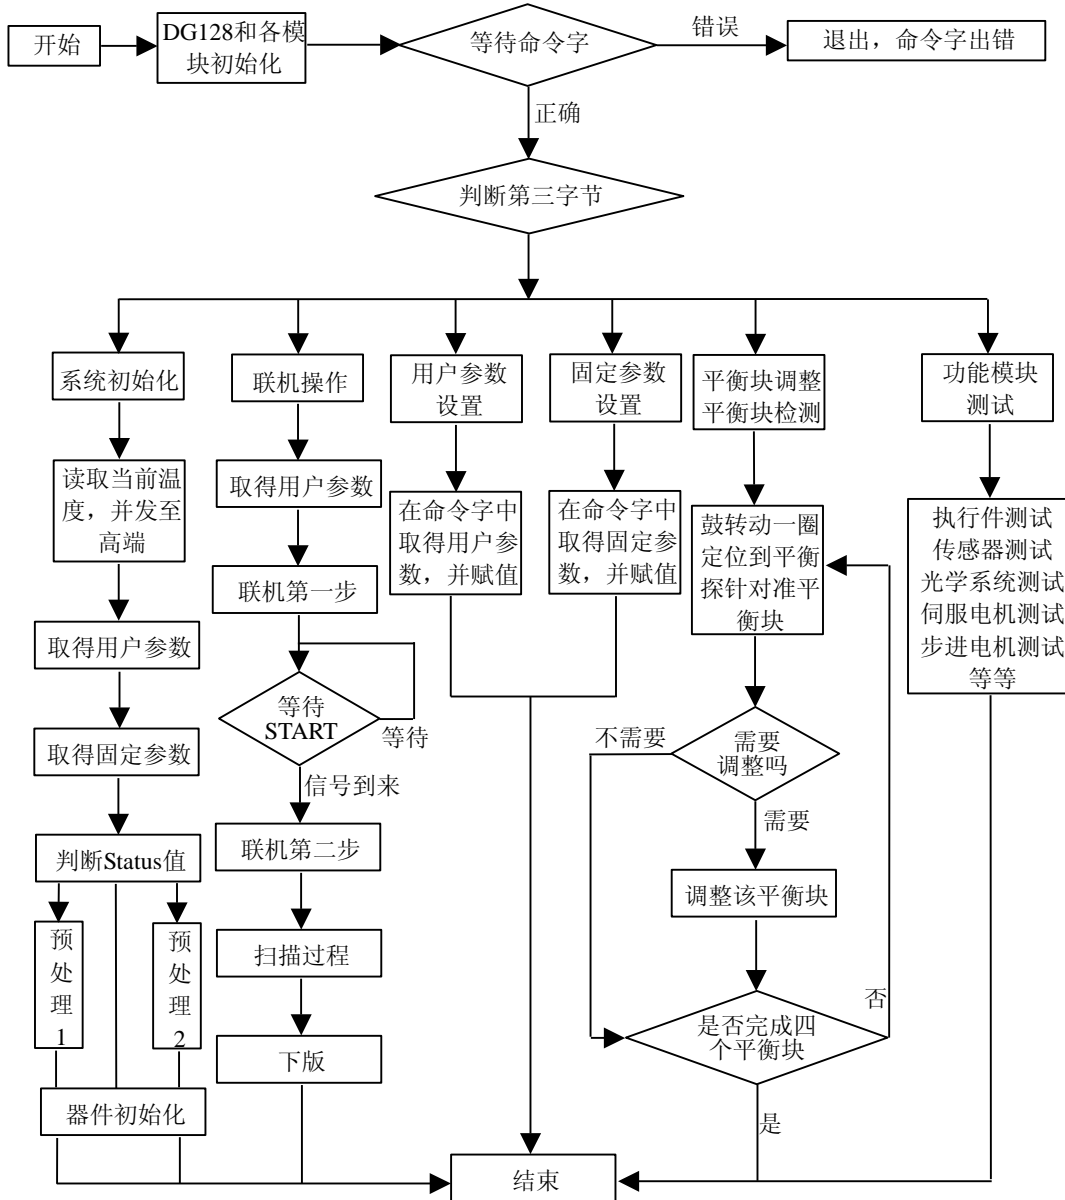 开始
DG128和各模
块初始化
等待命令字
错误
退出，命令字出错
正确
判断第三字节
系统初始化
读取当前温
度，并发至
高端
取得用户参数
取得固定参数
判断Status值
预
处
理
1
预
处
理
2
器件初始化
联机操作
取得用户参数
联机第一步
等待
START
等待
信号到来
联机第二步
扫描过程
下版
用户参数
设置
在命令字中
取得用户参
数，并赋值
固定参数
设置
在命令字中
取得固定参
数，并赋值
平衡块调整
平衡块检测
鼓转动一圈
定位到平衡
探针对准平
衡块
需要
调整吗
不需要
需要
调整该平衡块
是否完成四
个平衡块
否
是
功能模块
测试
执行件测试
传感器测试
光学系统测试
伺服电机测试
步进电机测试
等等
结束